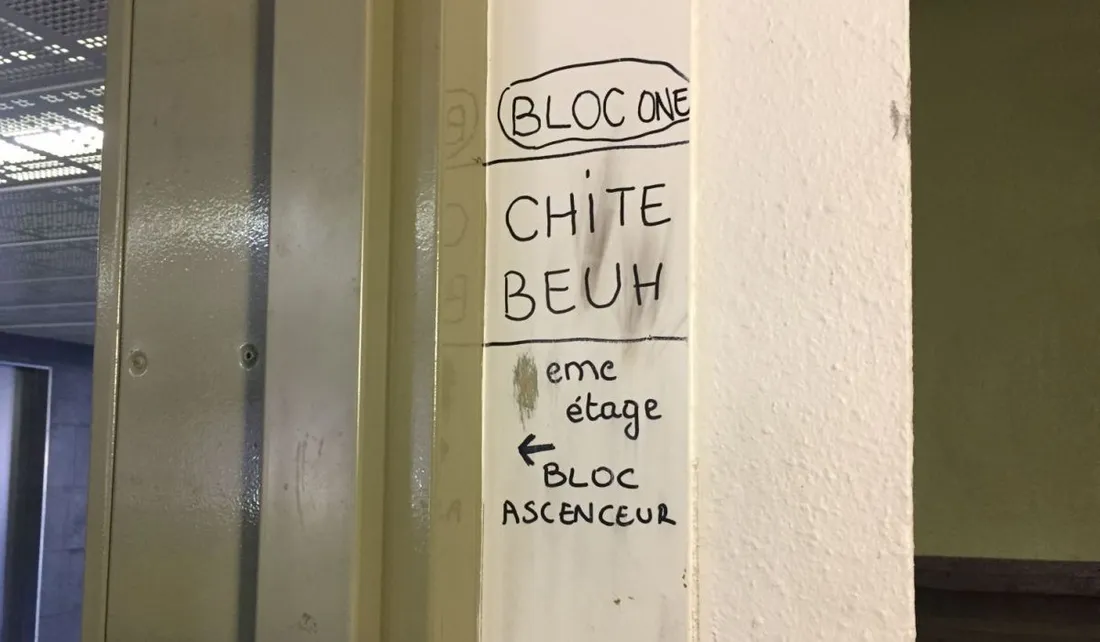 BLOC ONE
CHiTE
BEUH
eme
étage
←
BLOC
ASCENCEUR